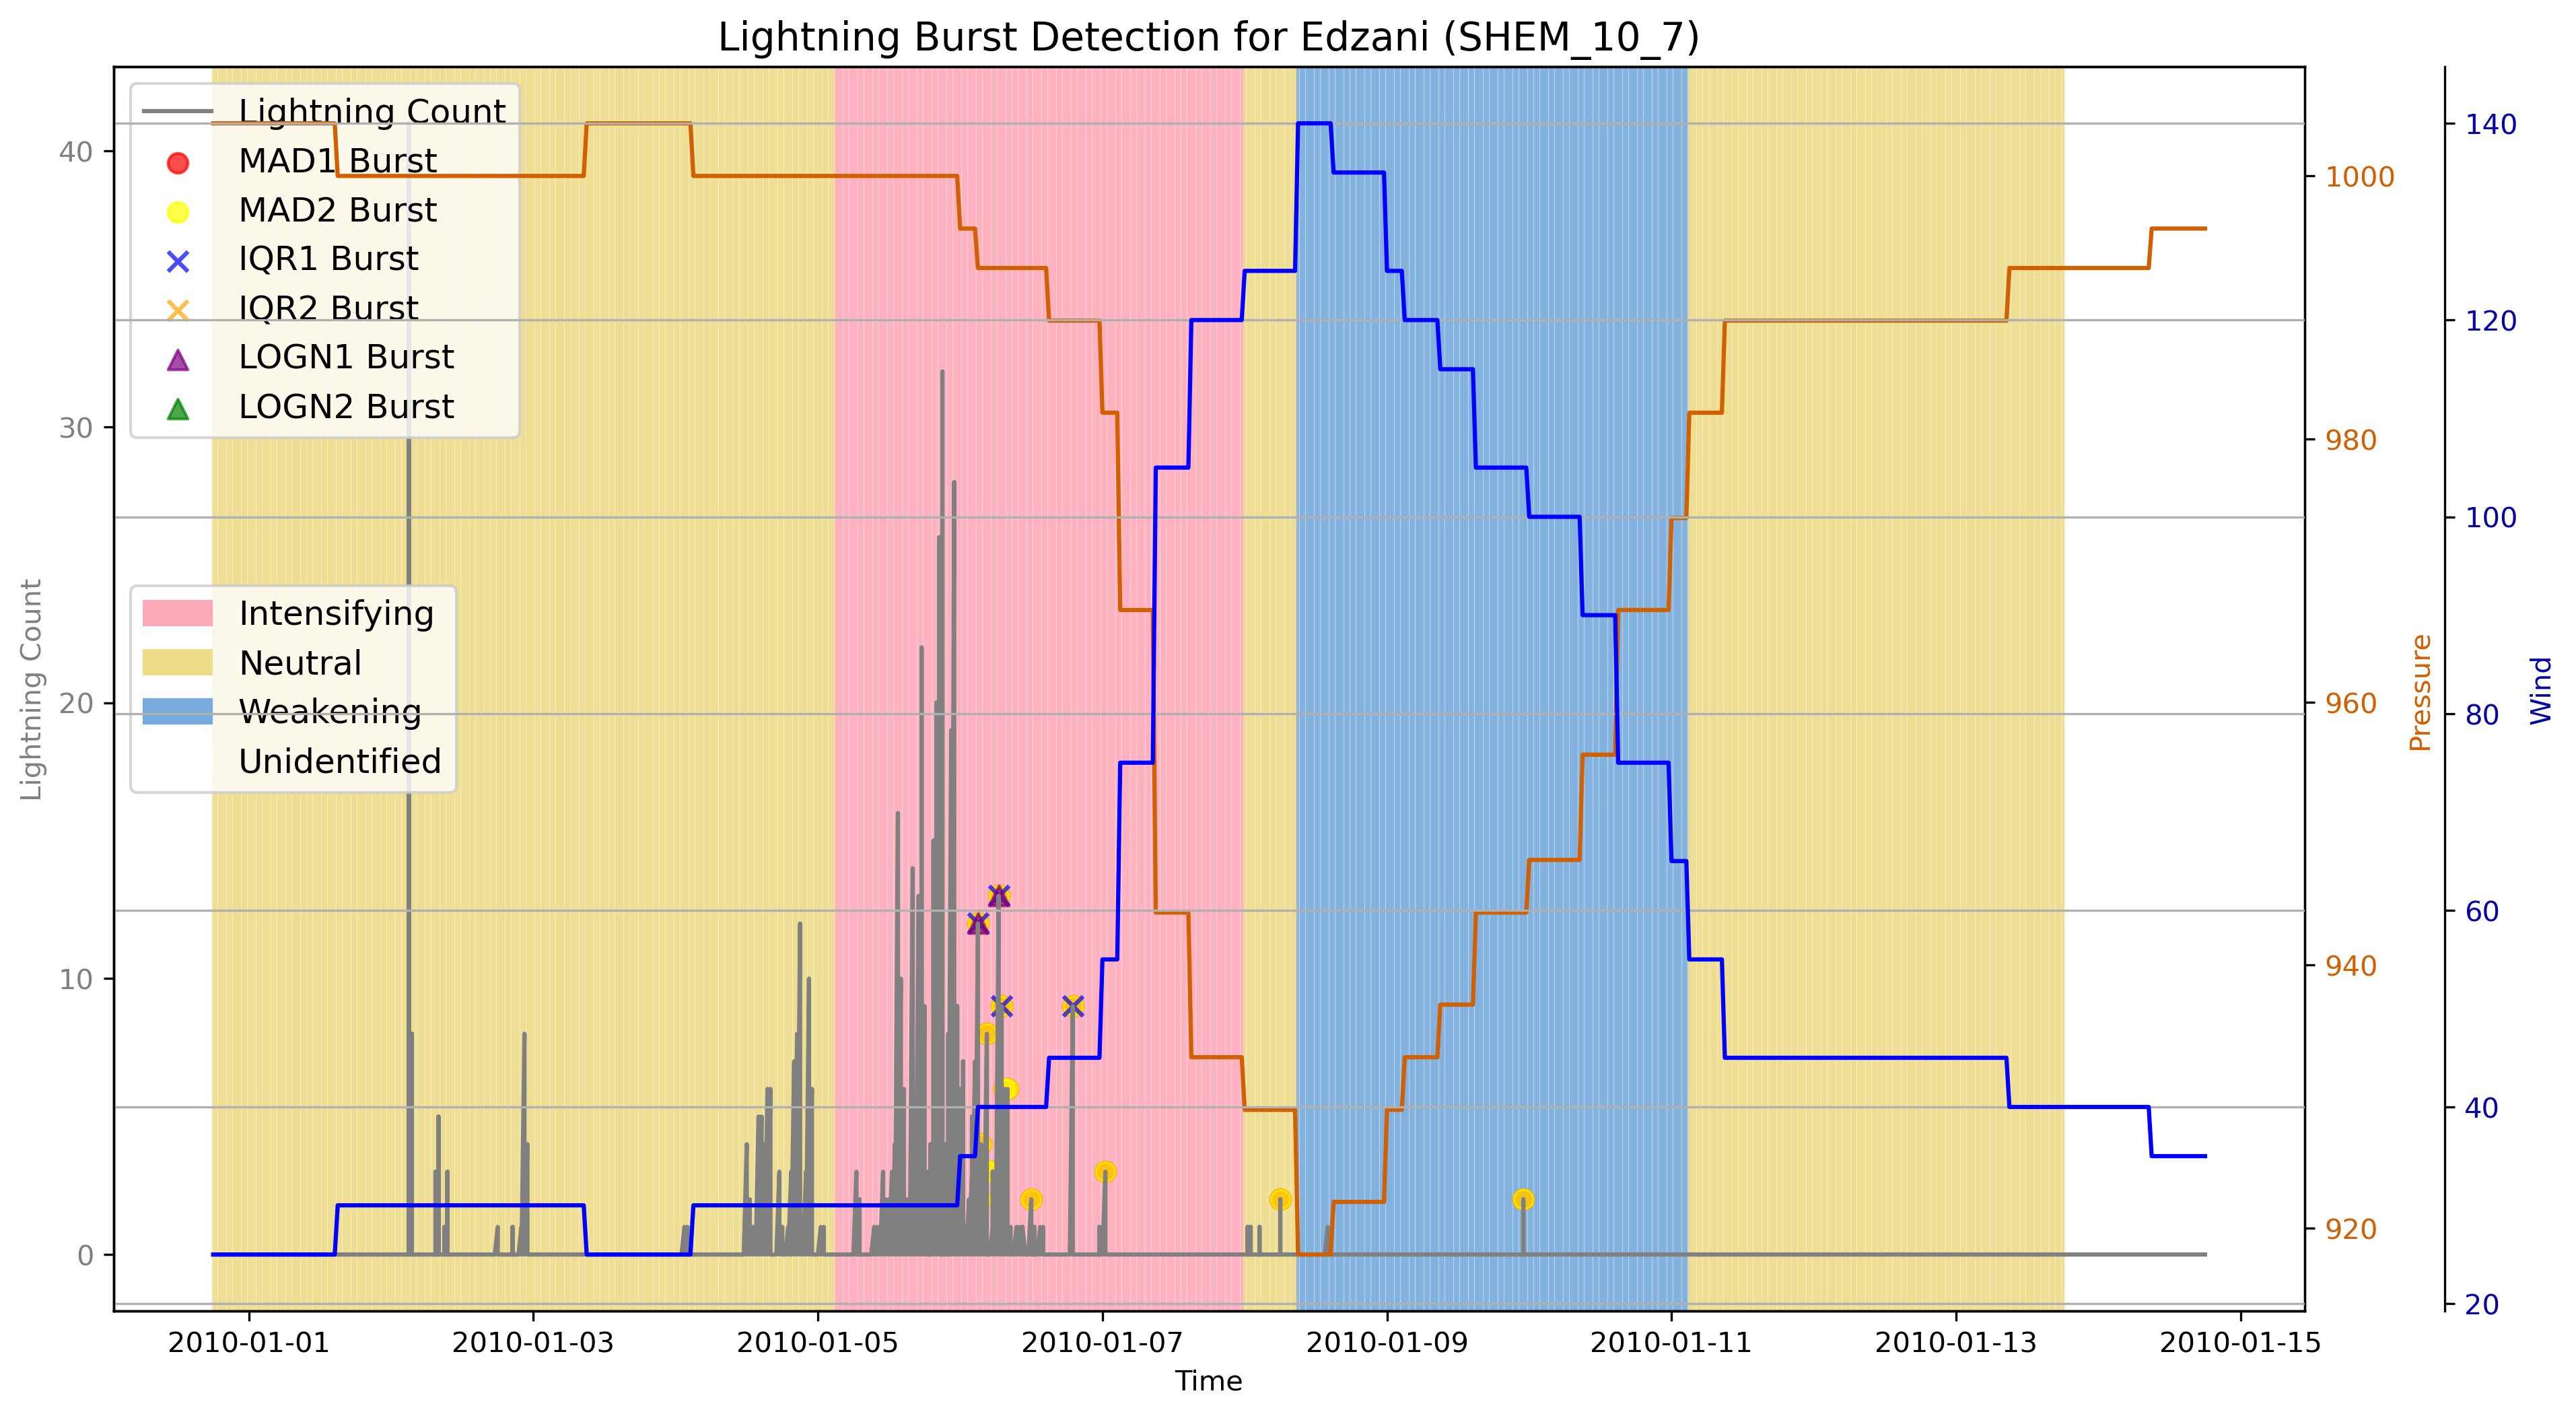 Lightning Burst Detection for Edzani (SHEM_10_7)
Lightning Count
MAD1 Burst
MAD2 Burst
IQR1 Burst
IQR2 Burst
LOGN1 Burst
LOGN2 Burst
Intensifying
Neutral
Weakening
Unidentified
Lightning Count
40
30
20
10
0
1000
980
960
940
920
Pressure
140
120
100
80
60
40
20
Wind
2010-01-01
2010-01-03
2010-01-05
2010-01-07
2010-01-09
2010-01-11
2010-01-13
2010-01-15
Time